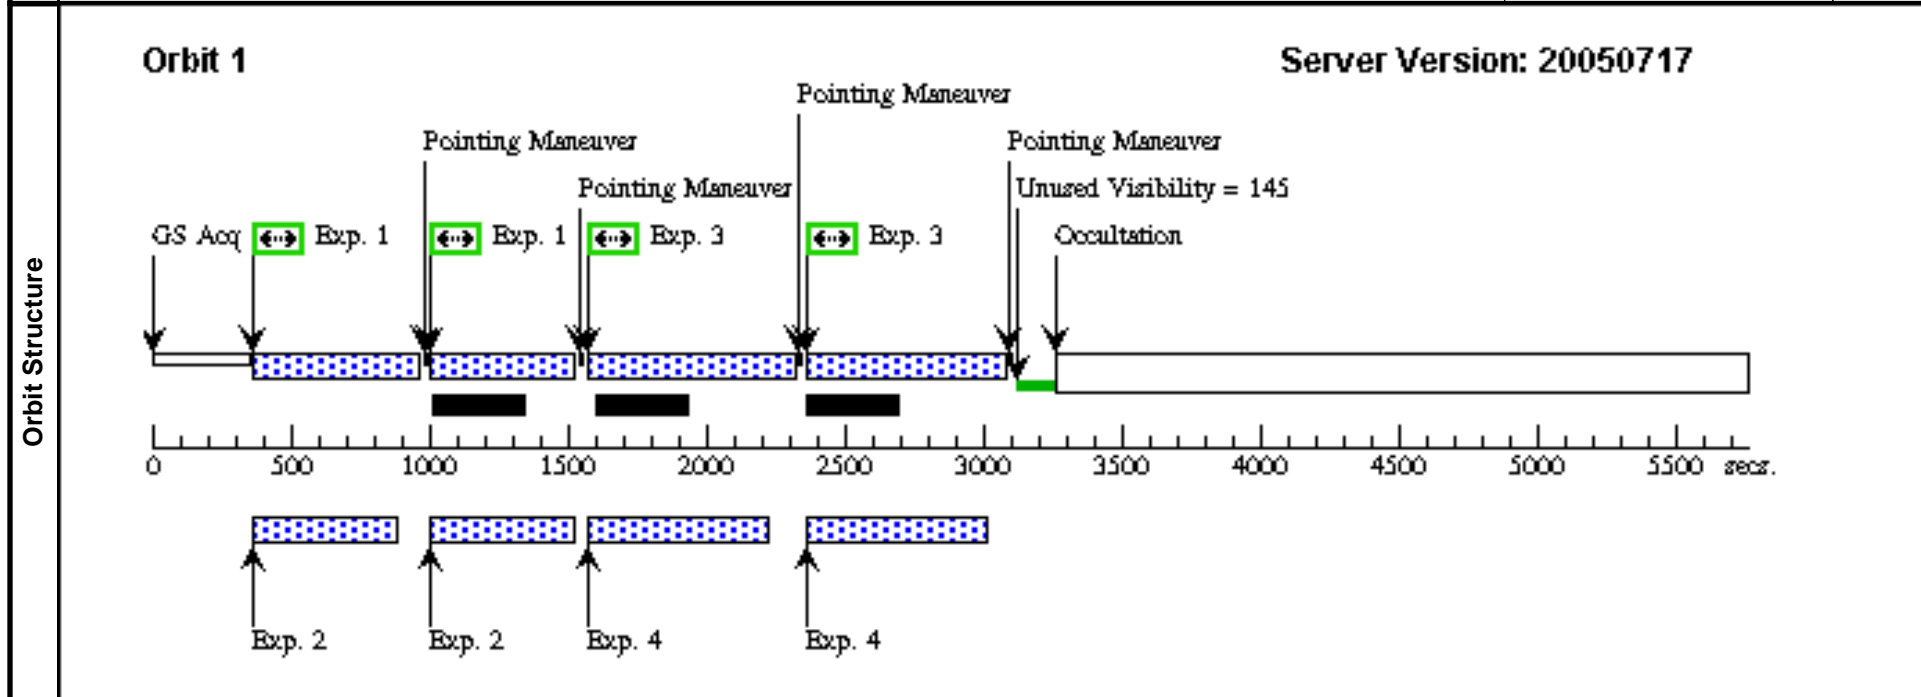 Orbit 1
Server Version: 20050717
Pointing Maneuver
Pointing Maneuver
Pointing Maneuver
Pointing Maneuver
Unused Visibility = 145
GS Acq
Exp. 1
Exp. 1
Exp. 3
Exp. 3
Occultation
Orbit Structure
0 500 1000 1500 2000 2500 3000 3500 4000 4500 5000 5500 secs.
Exp. 2
Exp. 2
Exp. 4
Exp. 4